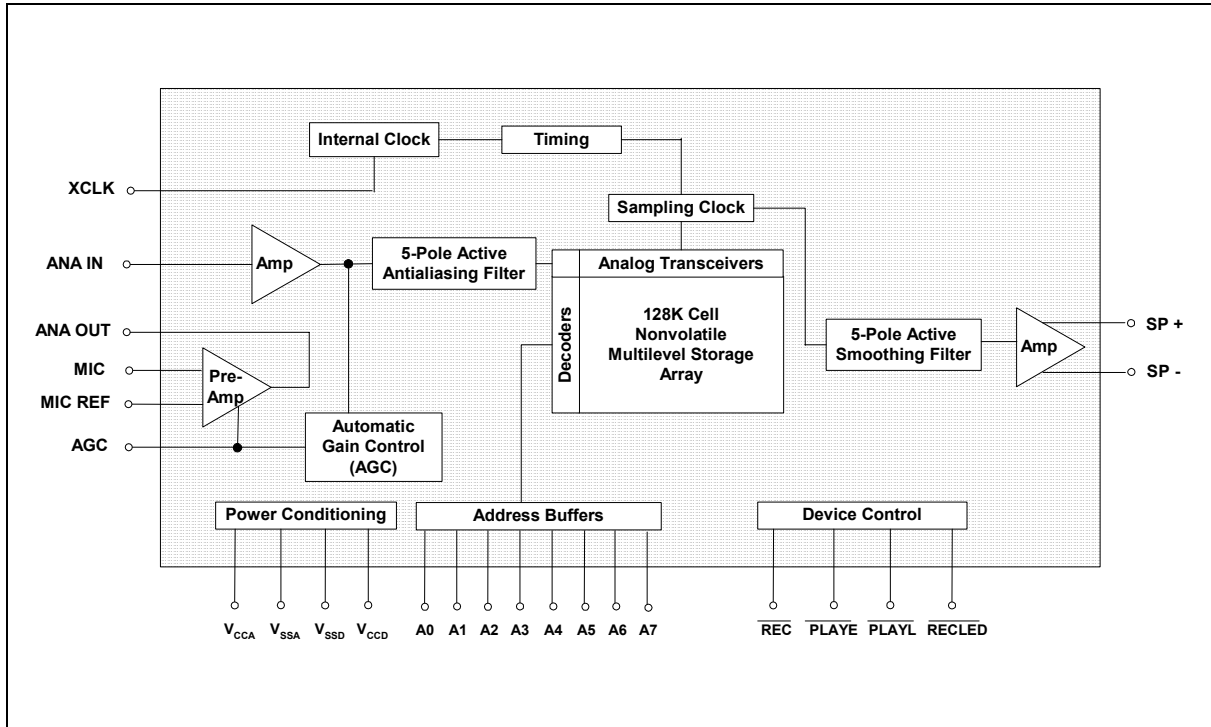 Internal Clock
Timing
XCLK
Sampling Clock
ANA IN
Amp
5-Pole Active
Antialiasing Filter
Analog Transceivers
Decoders
128K Cell
Nonvolatile
Multilevel Storage
Array
ANA OUT
MIC
MIC REF
AGC
Pre-
Amp
Automatic
Gain Control
(AGC)
5-Pole Active
Smoothing Filter
Amp
SP +
SP -
Power Conditioning
Address Buffers
Device Control
VCCA VSSA VSSD VCCD A0 A1 A2 A3 A4 A5 A6 A7 REC PLAYE PLAYL RECLED